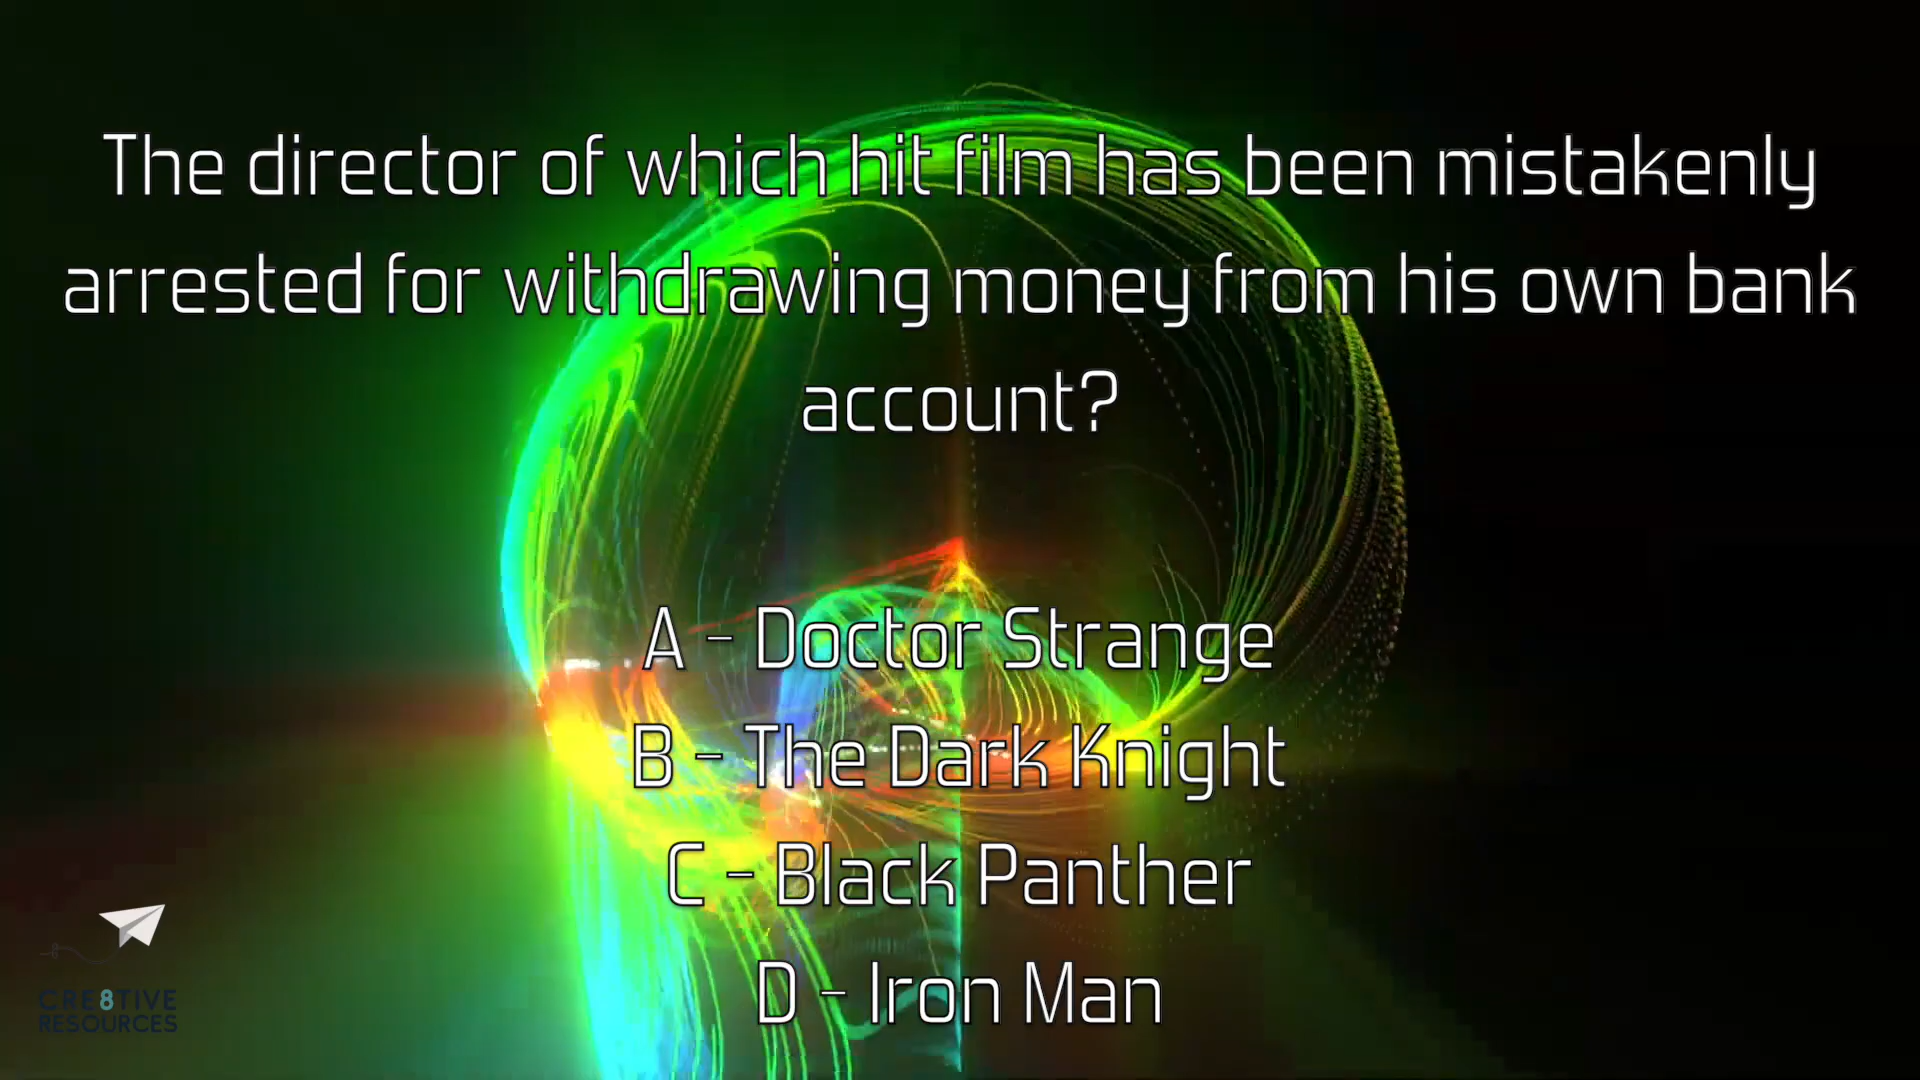 The director of which hit film has been mistakenly
arrested for withdrawing money from his own bank
account?
A - Doctor Strange
B - The Dark Knight
C - Black Panther
D - Iron Man
CRE8TIVE
RESOURCES